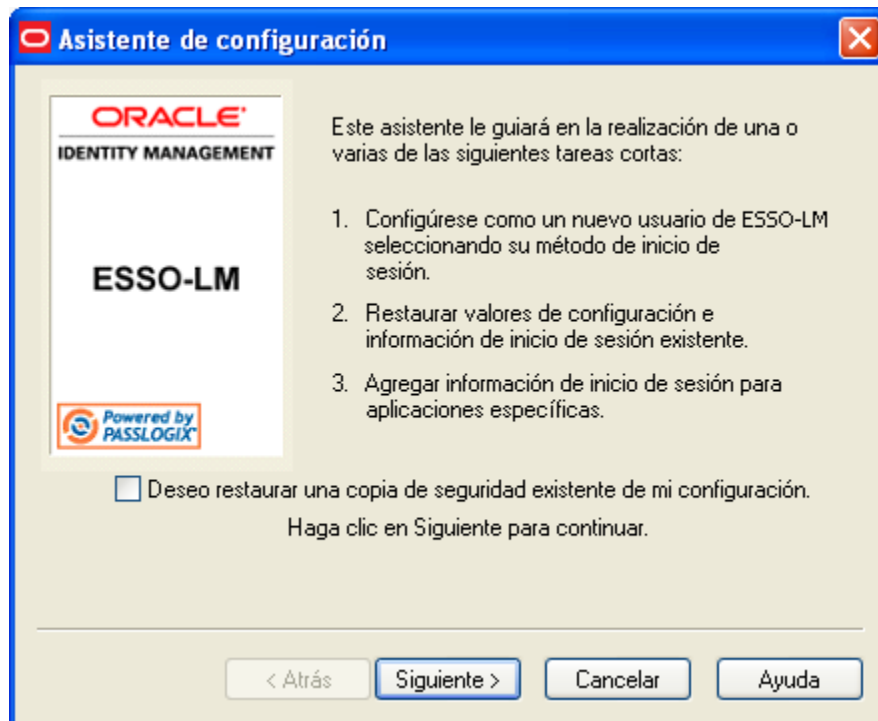 Asistente de configuración
ORACLE'
IDENTITY MANAGEMENT
ESSO-LM
Powered by
PASSLOGIX
Este asistente le guiará en la realización de una o
varias de las siguientes tareas cortas:
1. Configúrese como un nuevo usuario de ESSO-LM
seleccionando su método de inicio de
sesión.
2. Restaurar valores de configuración e
información de inicio de sesión existente.
3. Agregar información de inicio de sesión para
aplicaciones específicas.
Deseo restaurar una copia de seguridad existente de mi configuración.
Haga clic en Siguiente para continuar.
< Atrás Siguiente > Cancelar Ayuda